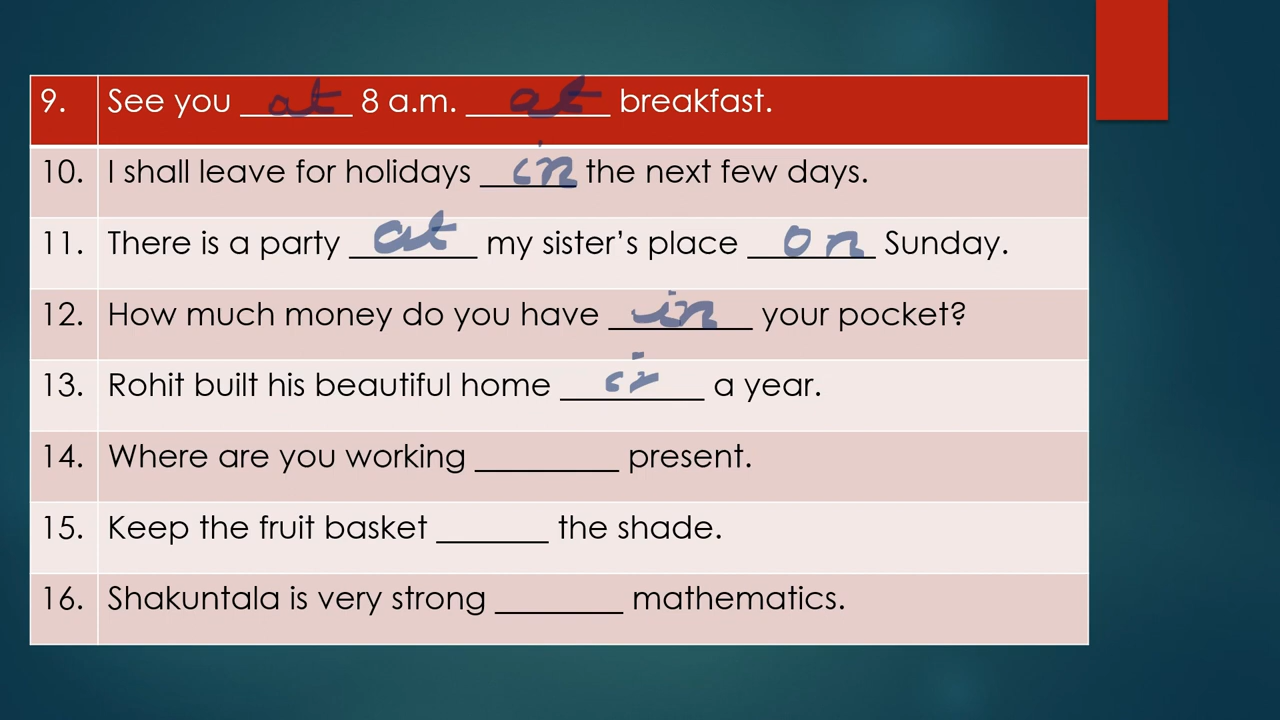 9. See you at 8 a.m. at breakfast.
10. I shall leave for holidays in the next few days.
11. There is a party at my sister's place on Sunday.
12. How much money do you have in your pocket?
13. Rohit built his beautiful home in a year.
14. Where are you working _________ present.
15. Keep the fruit basket _______ the shade.
16. Shakuntala is very strong ________ mathematics.